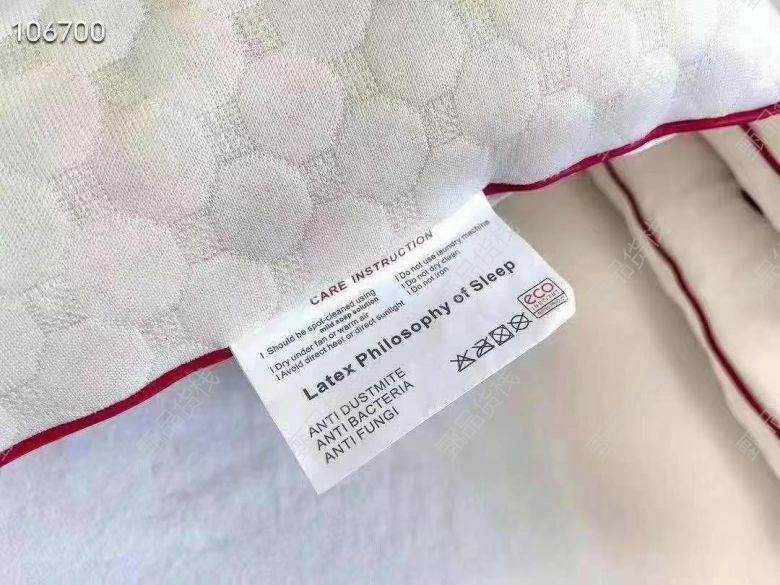 106700
CARE INSTRUCTION
I Should be spot-cleaned using
mild soap solution
I Dry under fan or warm air
I Avoid direct heat or direct sunlight
I Do not use laundry machine
I Do not dry clean
I Do not iron
Latex Philosophy of Sleep
eco
ANTI DUSTMITE
ANTI BACTERIA
ANTI FUNGI